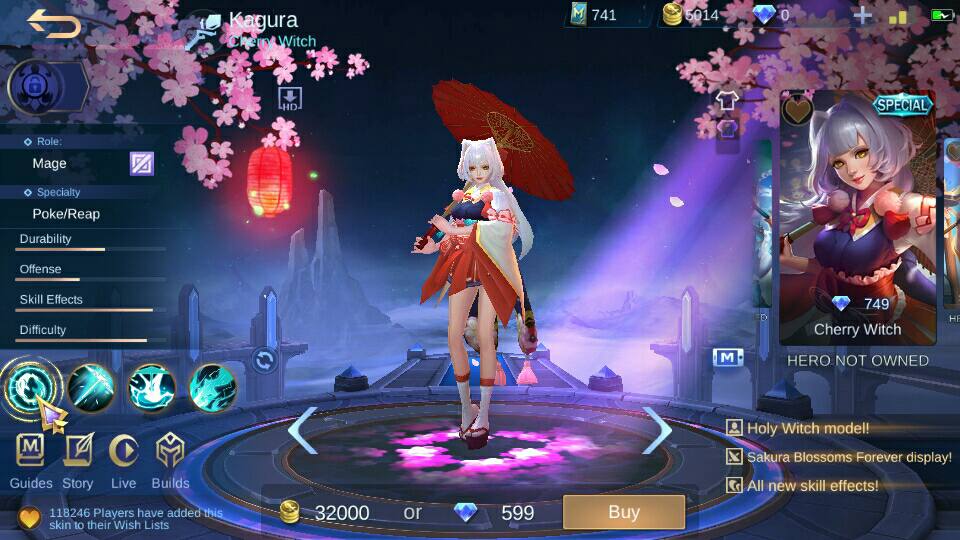 Kagura
Cherry Witch
741
5014
0
HD
Role:
Mage
Specialty
Poke/Reap
Durability
Offense
Skill Effects
Difficulty
SPECIAL
749
Cherry Witch
M
HERO NOT OWNED
Holy Witch model!
Sakura Blossoms Forever display!
All new skill effects!
Guides
Story
Live
Builds
118246 Players have added this
skin to their Wish Lists
32000 or 599
Buy